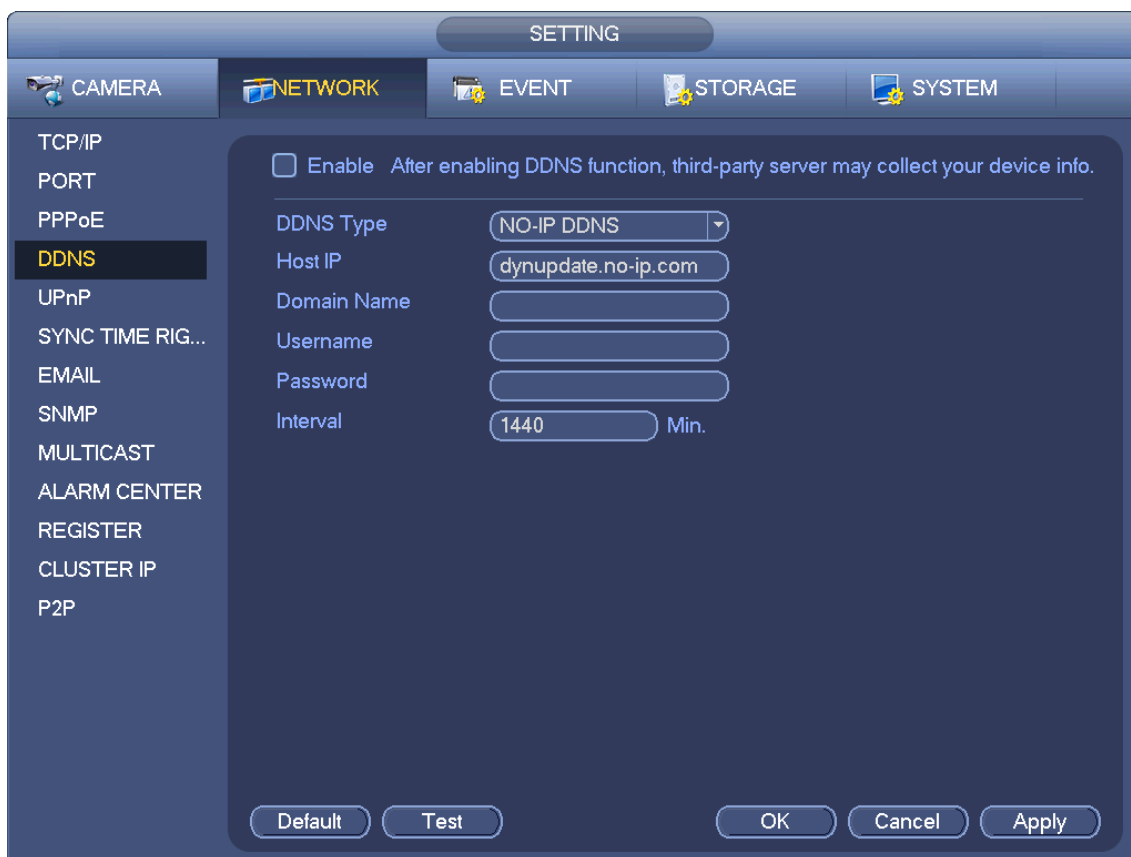 SETTING
CAMERA NETWORK EVENT STORAGE SYSTEM
TCP/IP
PORT
PPPoE
DDNS
UPnP
SYNC TIME RIG...
EMAIL
SNMP
MULTICAST
ALARM CENTER
REGISTER
CLUSTER IP
P2P
Enable After enabling DDNS function, third-party server may collect your device info.
DDNS Type NO-IP DDNS
Host IP dynupdate.no-ip.com
Domain Name
Username
Password
Interval 1440 Min.
Default Test OK Cancel Apply